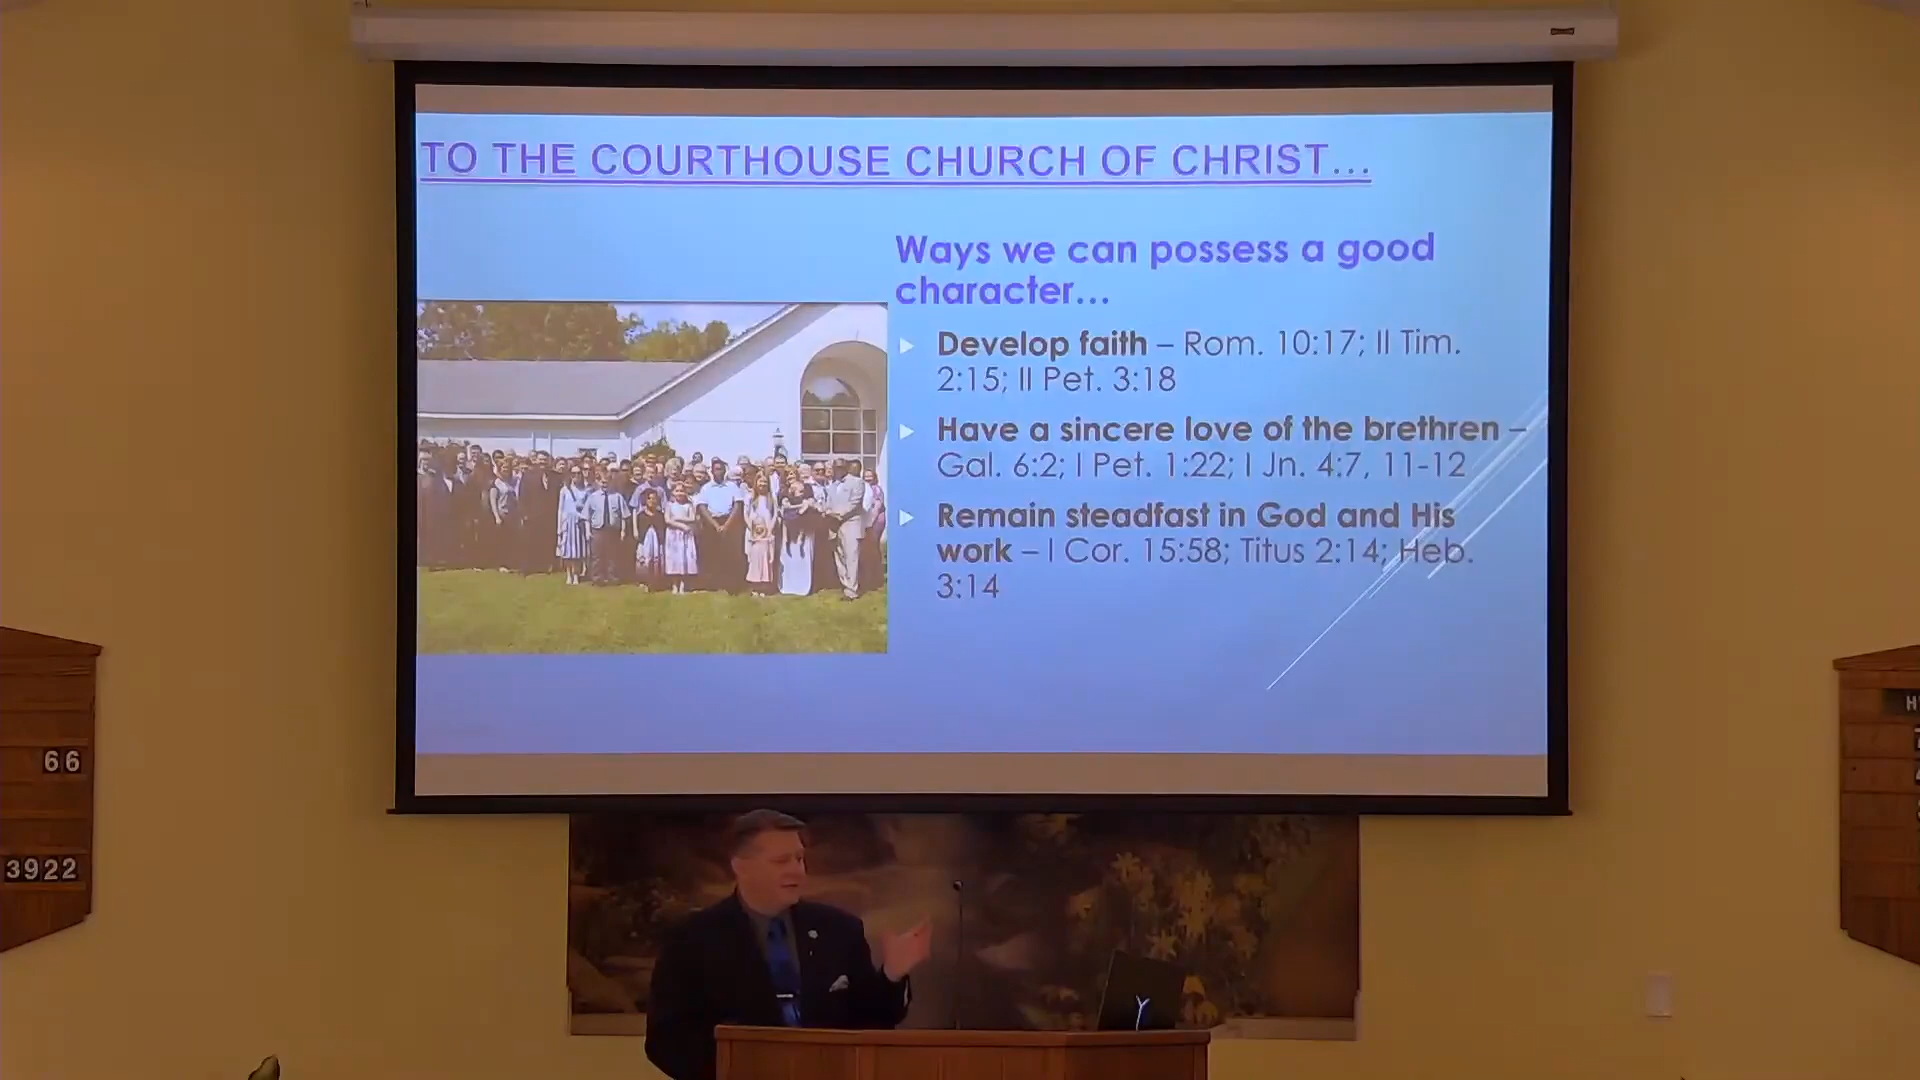 TO THE COURTHOUSE CHURCH OF CHRIST...
Ways we can possess a good
character...
Develop faith – Rom. 10:17; II Tim.
2:15; II Pet. 3:18
Have a sincere love of the brethren –
Gal. 6:2; I Pet. 1:22; I Jn. 4:7, 11-12
Remain steadfast in God and His
work – I Cor. 15:58; Titus 2:14; Heb.
3:14
66
3922